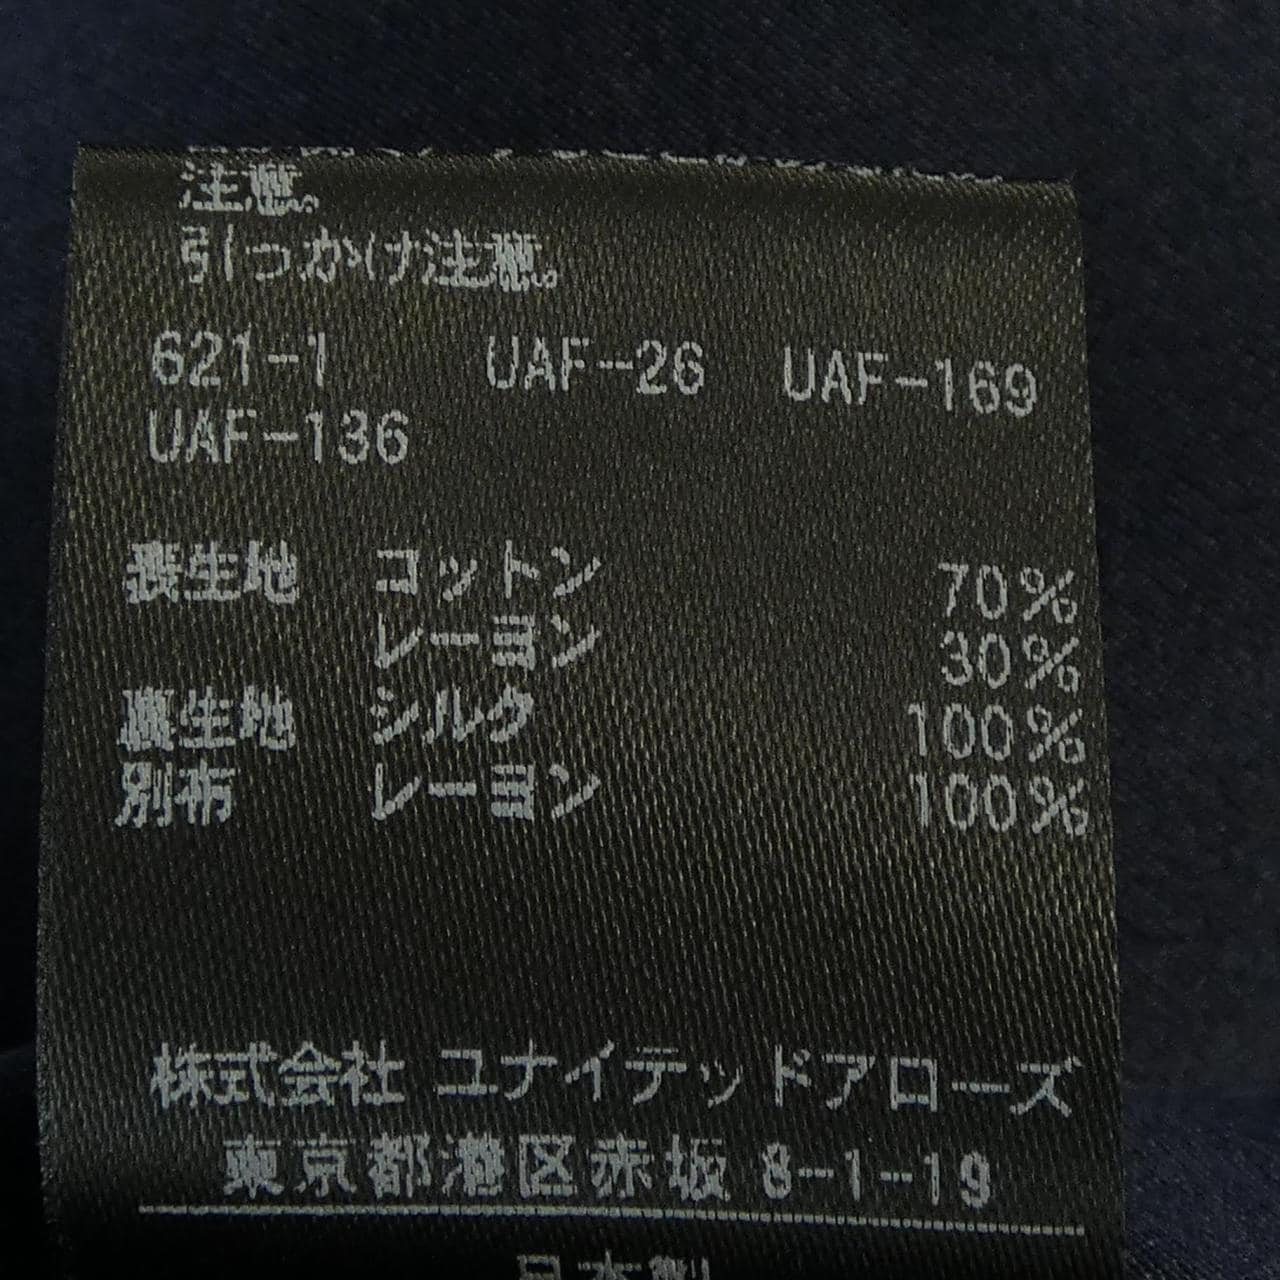 注意。
引っかけ注意。
621-1 UAF-26 UAF-169
UAF-136
表生地 コットン 70%
レーヨン 30%
裏生地 シルク 100%
別布 レーヨン 100%
株式会社 ユナイテッドアローズ
東京都港区赤坂 8-1-19
日本製